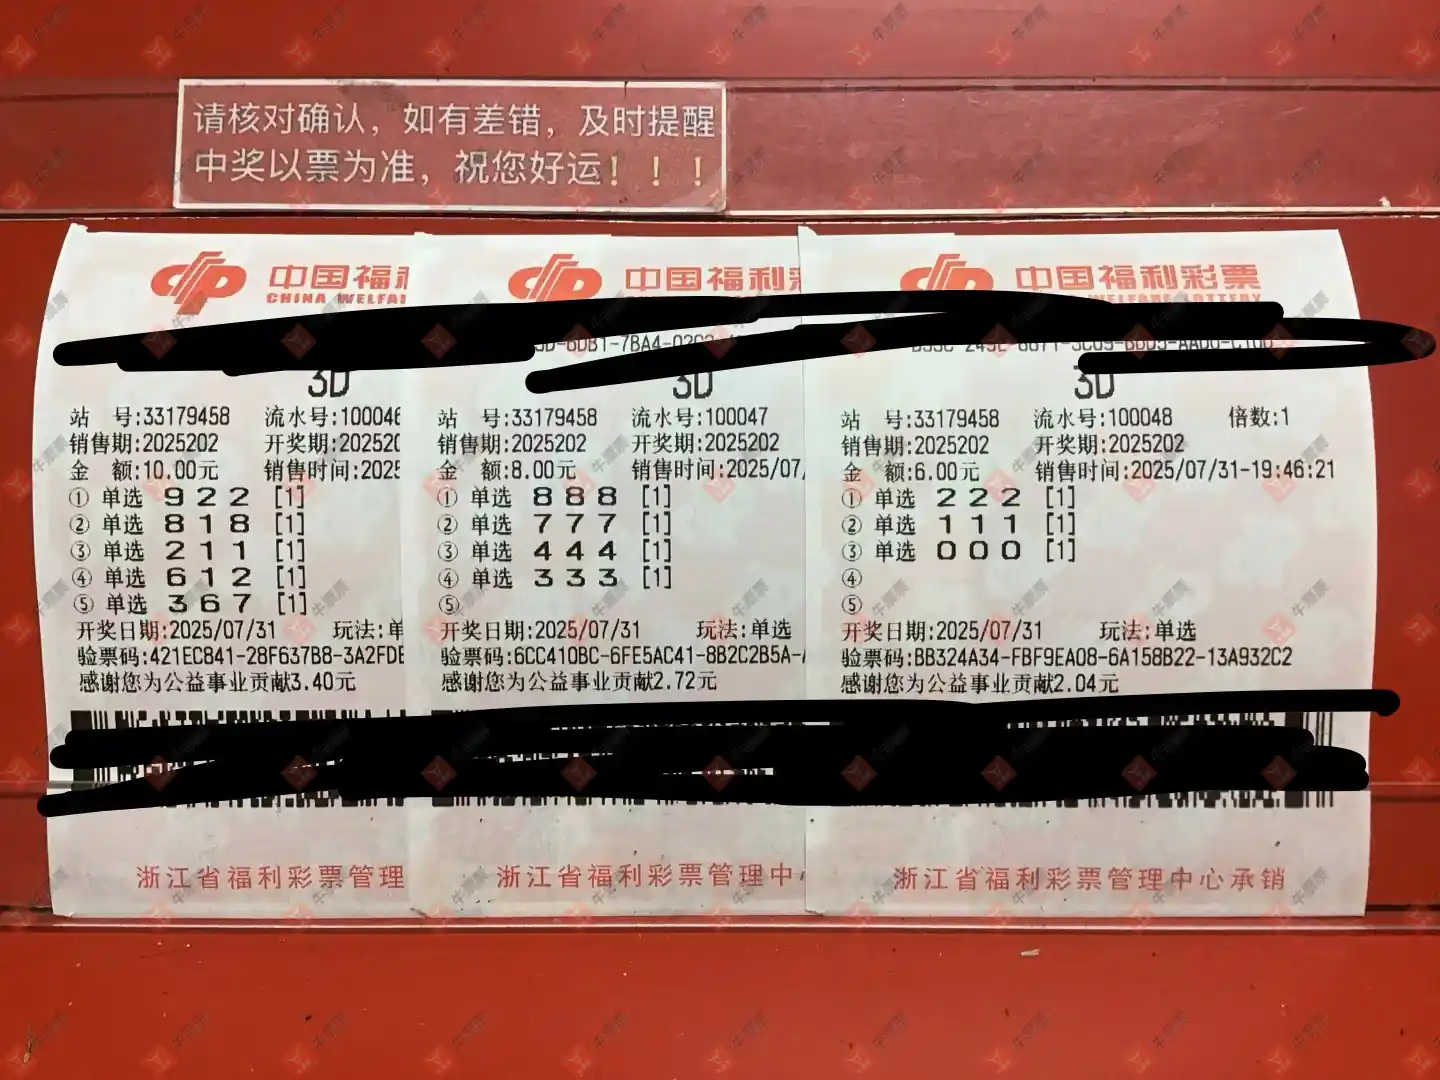 请核对确认，如有差错，及时提醒
中奖以票为准，祝您好运！！！
中国福利
CHINA WELFA
3D
站 号:33179458 流水号:100046
销售期:2025202 开奖期:202520
金 额:10.00元 销售时间:2025
① 单选 9 2 2 [1]
② 单选 8 1 8 [1]
③ 单选 2 1 1 [1]
④ 单选 6 1 2 [1]
⑤ 单选 3 6 7 [1]
开奖日期:2025/07/31 玩法:单
验票码:421EC841-28F637B8-3A2FDE
感谢您为公益事业贡献3.40元
浙江省福利彩票管理
中国福利彩
3D
站 号:33179458 流水号:100047
销售期:2025202 开奖期:2025202
金 额:8.00元 销售时间:2025/07/
① 单选 8 8 8 [1]
② 单选 7 7 7 [1]
③ 单选 4 4 4 [1]
④ 单选 3 3 3 [1]
⑤
开奖日期:2025/07/31 玩法:单选
验票码:6CC410BC-6FE5AC41-8B2C2B5A-
感谢您为公益事业贡献2.72元
浙江省福利彩票管理中
中国福利彩票
WELFARE LOTTERY
3D
站 号:33179458 流水号:100048 倍数:1
销售期:2025202 开奖期:2025202
金 额:6.00元 销售时间:2025/07/31-19:46:21
① 单选 2 2 2 [1]
② 单选 1 1 1 [1]
③ 单选 0 0 0 [1]
④
⑤
开奖日期:2025/07/31 玩法:单选
验票码:BB324A34-FBF9EA08-6A158B22-13A932C2
感谢您为公益事业贡献2.04元
浙江省福利彩票管理中心承销